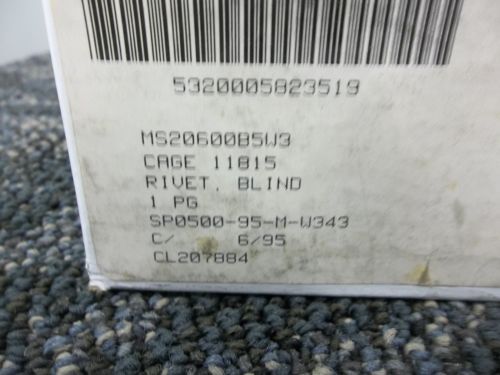 5320005823519
MS20600B5W3
CAGE 11815
RIVET, BLIND
1 PG
SP0500-95-M-W343
C/ 6/95
CL207884